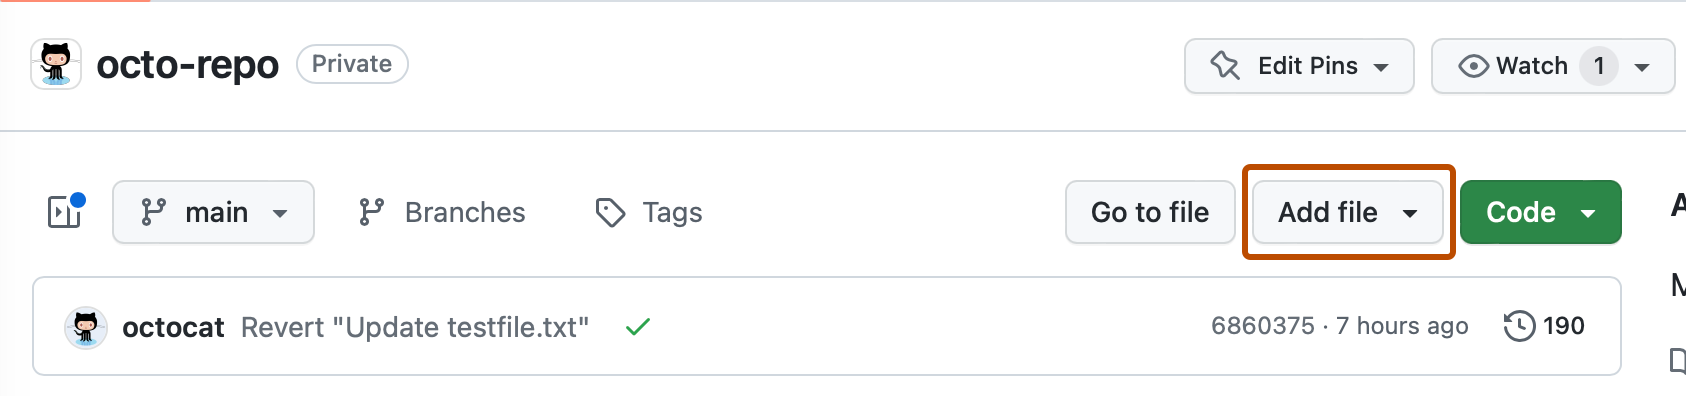 octo-repo Private Edit Pins Watch 1
main Branches Tags Go to file Add file Code
octocat Revert "Update testfile.txt" 6860375 · 7 hours ago 190